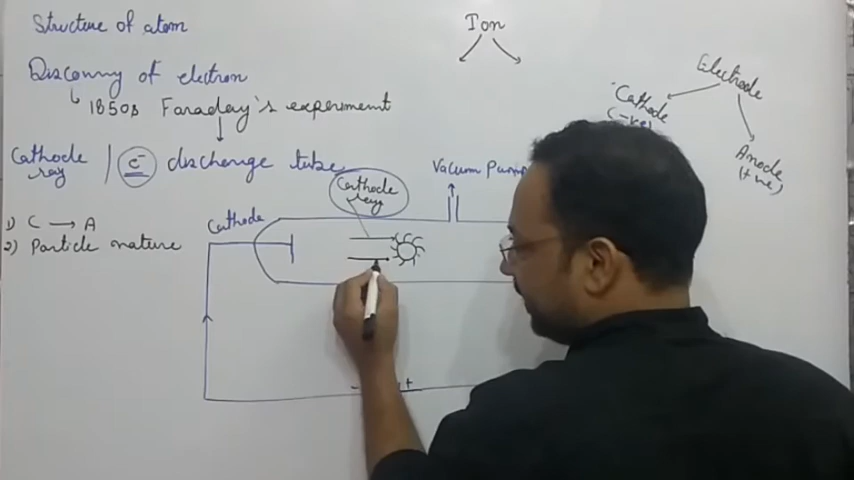 Structure of atom
Ion
Discovery of electron
Electrode
1850s Faraday's experiment
Cathode
(-ve)
Anode
(+ve)
Cathode
ray
e- discharge tube
Vacuum Pump
Cathode
ray
1) C → A
2) Particle nature
Cathode
- +